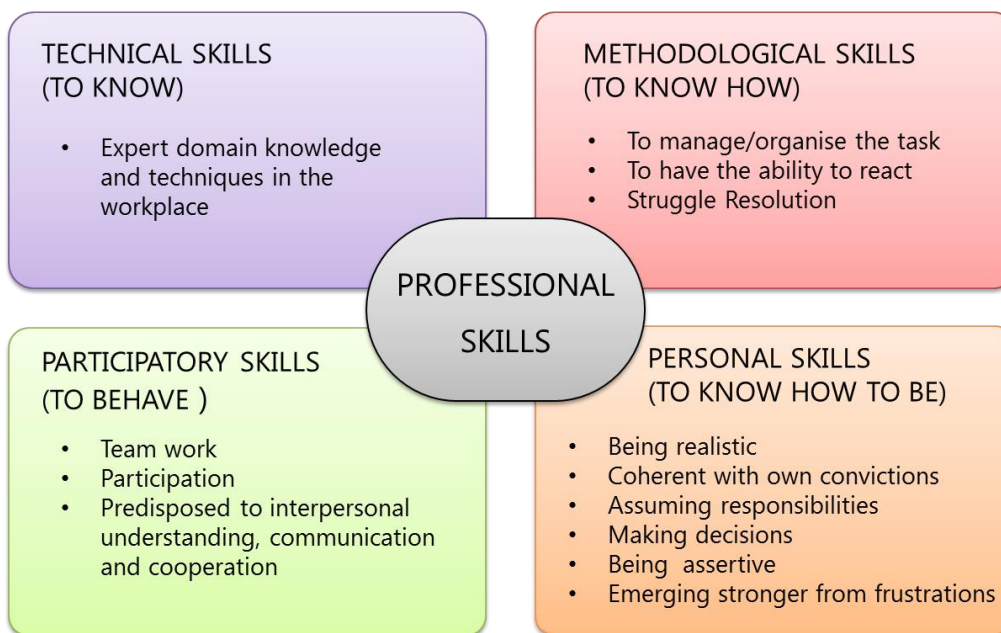 TECHNICAL SKILLS
(TO KNOW)
• Expert domain knowledge
and techniques in the
workplace
METHODOLOGICAL SKILLS
(TO KNOW HOW)
• To manage/organise the task
• To have the ability to react
• Struggle Resolution
PROFESSIONAL
SKILLS
PARTICIPATORY SKILLS
(TO BEHAVE )
• Team work
• Participation
• Predisposed to interpersonal
understanding, communication
and cooperation
PERSONAL SKILLS
(TO KNOW HOW TO BE)
• Being realistic
• Coherent with own convictions
• Assuming responsibilities
• Making decisions
• Being assertive
• Emerging stronger from frustrations